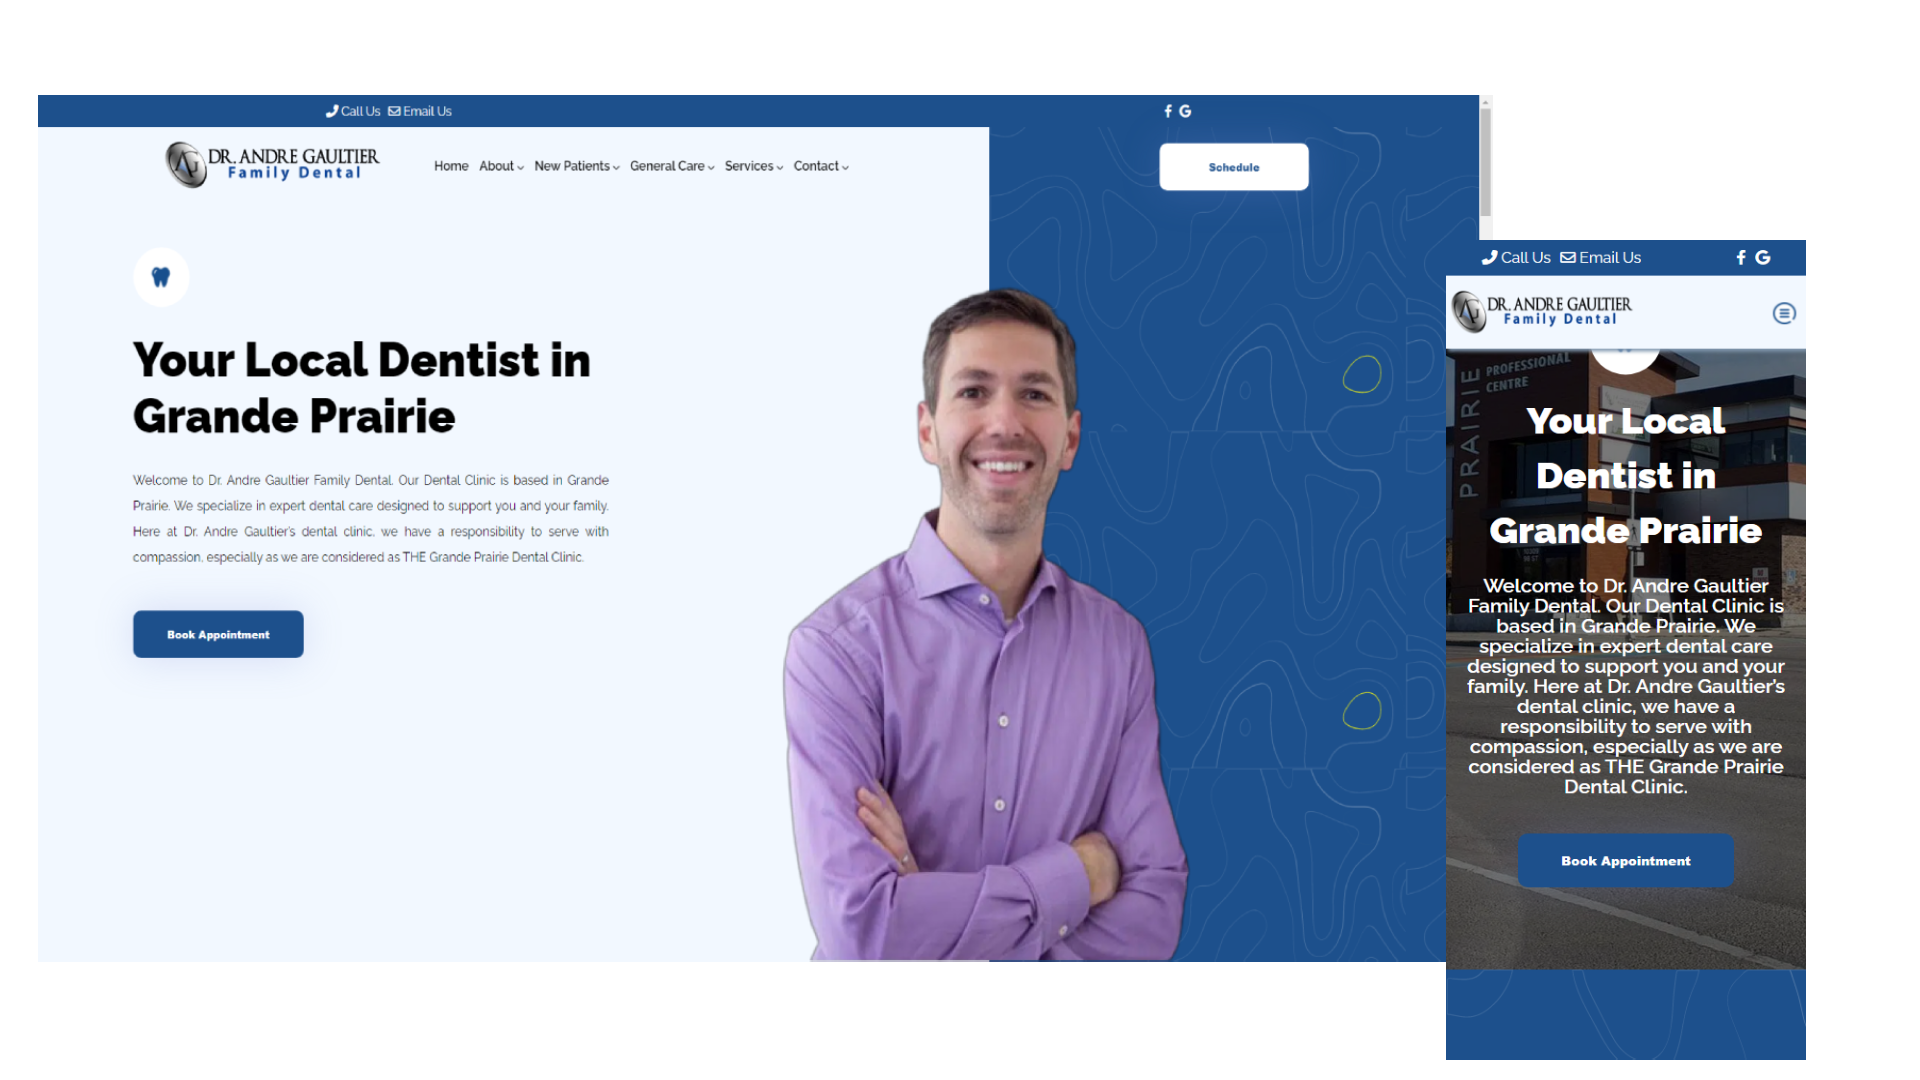 Call Us Email Us
DR. ANDRE GAULTIER
Family Dental
Home About New Patients General Care Services Contact
Schedule
Your Local Dentist in
Grande Prairie
Welcome to Dr. Andre Gaultier Family Dental. Our Dental Clinic is based in Grande
Prairie. We specialize in expert dental care designed to support you and your family.
Here at Dr. Andre Gaultier's dental clinic, we have a responsibility to serve with
compassion, especially as we are considered as THE Grande Prairie Dental Clinic.
Book Appointment
Call Us Email Us
DR. ANDRE GAULTIER
Family Dental
PRAIRIE
PROFESSIONAL
CENTRE
Your Local
Dentist in
Grande Prairie
Welcome to Dr. Andre Gaultier
Family Dental. Our Dental Clinic is
based in Grande Prairie. We
specialize in expert dental care
designed to support you and your
family. Here at Dr. Andre Gaultier's
dental clinic, we have a
responsibility to serve with
compassion, especially as we are
considered as THE Grande Prairie
Dental Clinic.
Book Appointment